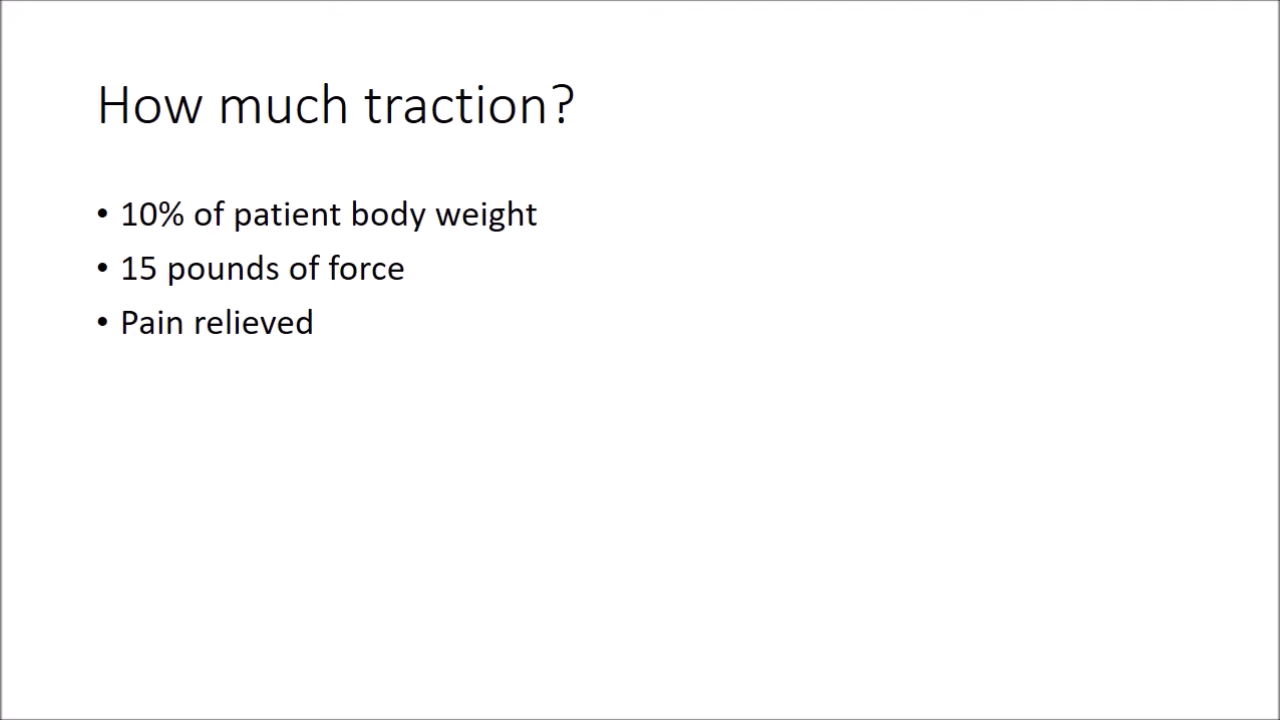 How much traction?
• 10% of patient body weight
• 15 pounds of force
• Pain relieved